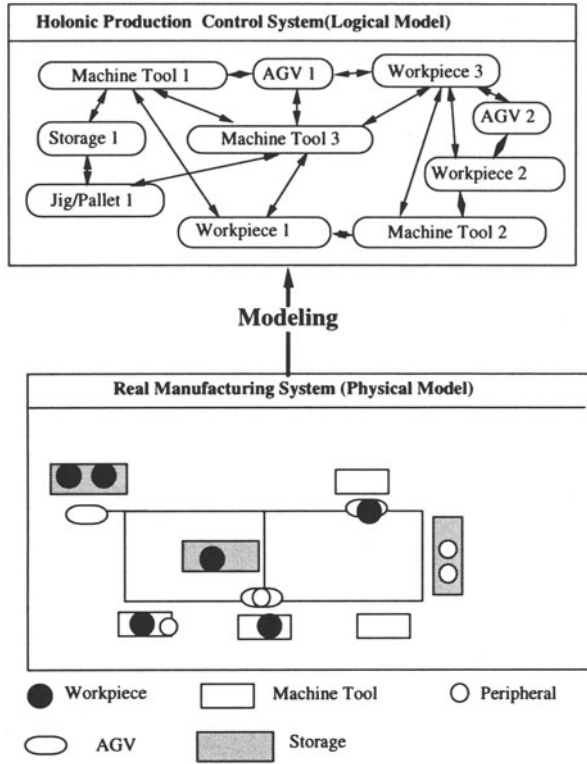 Holonic Production Control System(Logical Model)
Machine Tool 1
AGV 1
Workpiece 3
AGV 2
Storage 1
Machine Tool 3
Workpiece 2
Jig/Pallet 1
Workpiece 1
Machine Tool 2
Modeling
Real Manufacturing System (Physical Model)
Workpiece
Machine Tool
Peripheral
AGV
Storage